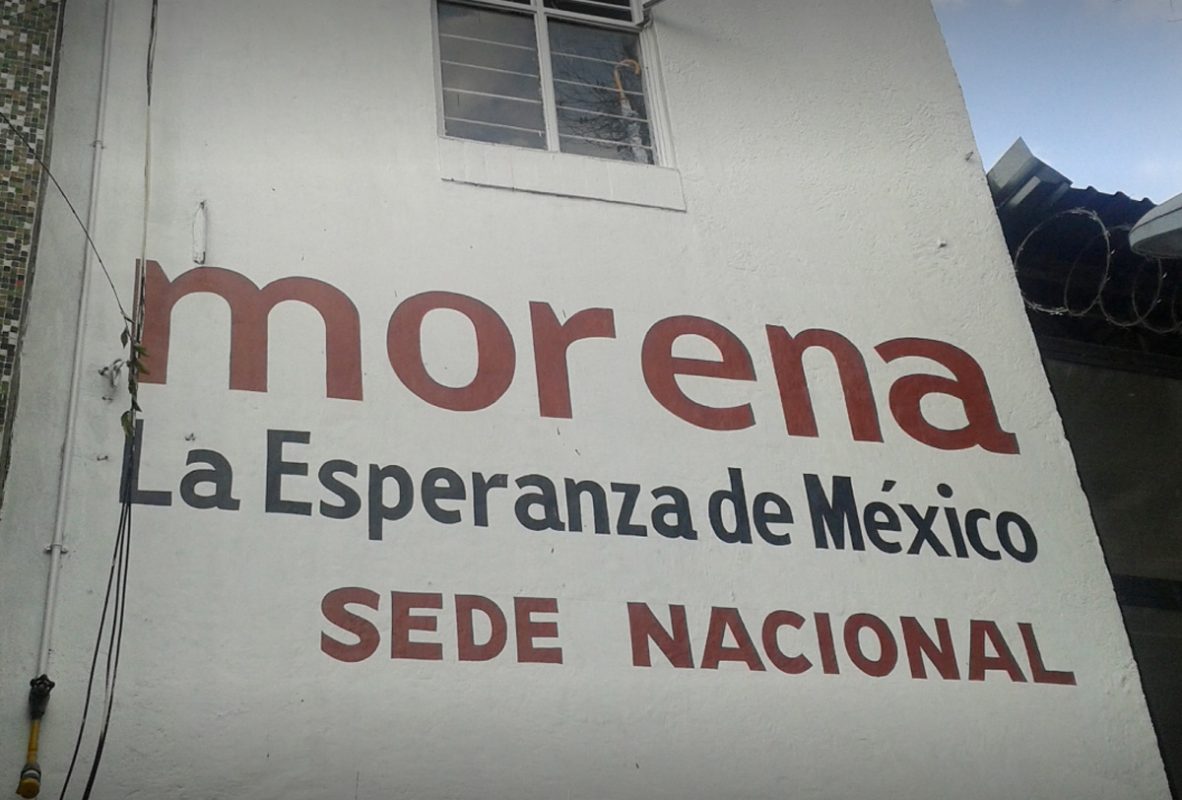 morena
La Esperanza de México
SEDE NACIONAL